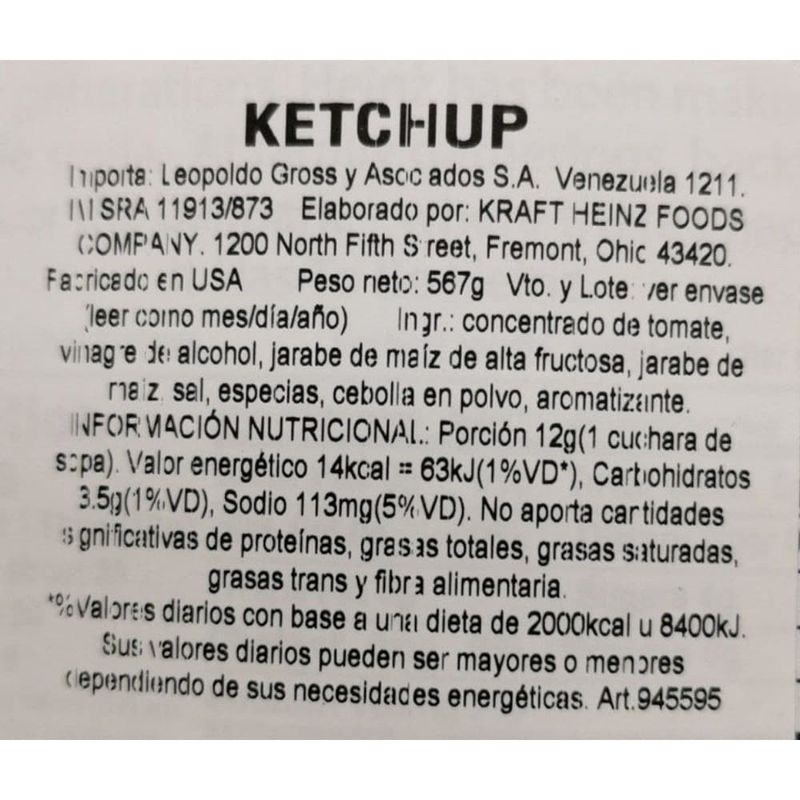 KETCHUP
Importa: Leopoldo Gross y Asociados S.A. Venezuela 1211.
SRA 11913/873 Elaborado por: KRAFT HEINZ FOODS
COMPANY. 1200 North Fifth Street, Fremont, Ohio 43420.
Fabricado en USA Peso neto: 567g Vto. y Lote: ver envase
(leer como mes/día/año) Ingr.: concentrado de tomate,
vinagre de alcohol, jarabe de maíz de alta fructosa, jarabe de
maíz, sal, especias, cebolla en polvo, aromatizante.
INFORMACIÓN NUTRICIONAL: Porción 12g(1 cuchara de
sopa). Valor energético 14kcal = 63kJ(1%VD*), Carbohidratos
3.5g(1%VD), Sodio 113mg(5%VD). No aporta cantidades
significativas de proteínas, grasas totales, grasas saturadas,
grasas trans y fibra alimentaria.
*%Valores diarios con base a una dieta de 2000kcal u 8400kJ.
Sus valores diarios pueden ser mayores o menores
dependiendo de sus necesidades energéticas. Art.945595